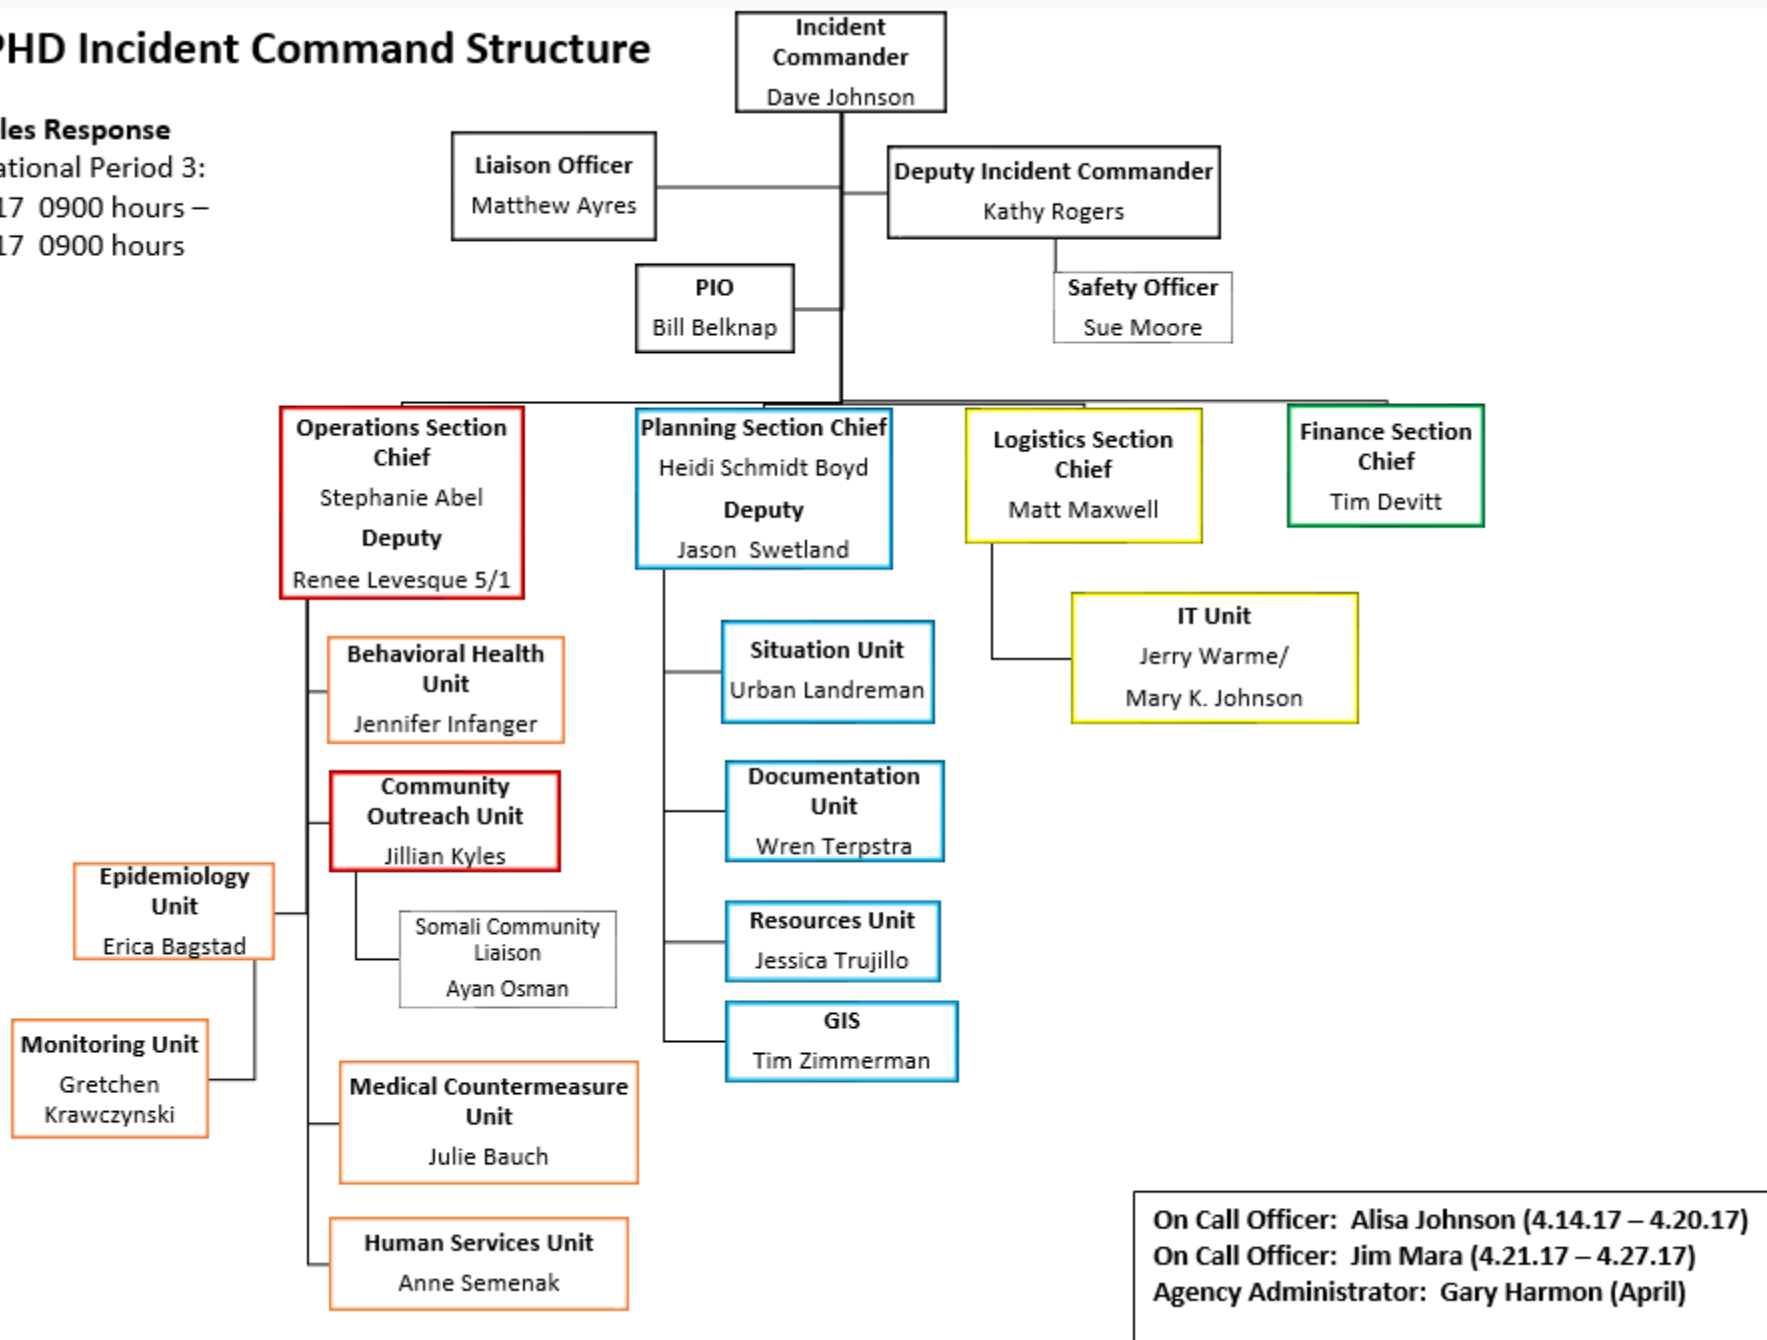 PHD Incident Command Structure
les Response
ational Period 3:
17 0900 hours –
17 0900 hours
Incident
Commander
Dave Johnson
Liaison Officer
Matthew Ayres
Deputy Incident Commander
Kathy Rogers
PIO
Bill Belknap
Safety Officer
Sue Moore
Operations Section
Chief
Stephanie Abel
Deputy
Renee Levesque 5/1
Planning Section Chief
Heidi Schmidt Boyd
Deputy
Jason Swetland
Logistics Section
Chief
Matt Maxwell
Finance Section
Chief
Tim Devitt
Behavioral Health
Unit
Jennifer Infanger
Community
Outreach Unit
Jillian Kyles
Epidemiology
Unit
Erica Bagstad
Somali Community
Liaison
Ayan Osman
Monitoring Unit
Gretchen
Krawczynski
Medical Countermeasure
Unit
Julie Bauch
Human Services Unit
Anne Semenak
Situation Unit
Urban Landreman
Documentation
Unit
Wren Terpstra
Resources Unit
Jessica Trujillo
GIS
Tim Zimmerman
IT Unit
Jerry Warme/
Mary K. Johnson
On Call Officer: Alisa Johnson (4.14.17 – 4.20.17)
On Call Officer: Jim Mara (4.21.17 – 4.27.17)
Agency Administrator: Gary Harmon (April)